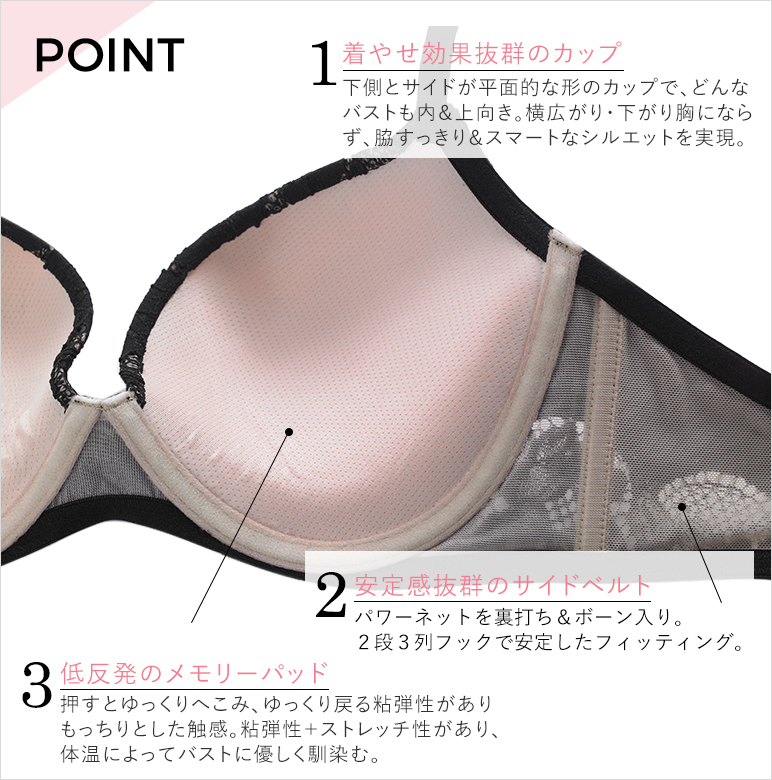 POINT
1 着やせ効果抜群のカップ
下側とサイドが平面的な形のカップで、どんな
バストも内＆上向き。横広がり・下がり胸になら
ず、脇すっきり＆スマートなシルエットを実現。
2 安定感抜群のサイドベルト
パワーネットを裏打ち＆ボーン入り。
２段３列フックで安定したフィッティング。
3 低反発のメモリーパッド
押すとゆっくりへこみ、ゆっくり戻る粘弾性があり
もっちりとした触感。粘弾性＋ストレッチ性があり、
体温によってバストに優しく馴染む。